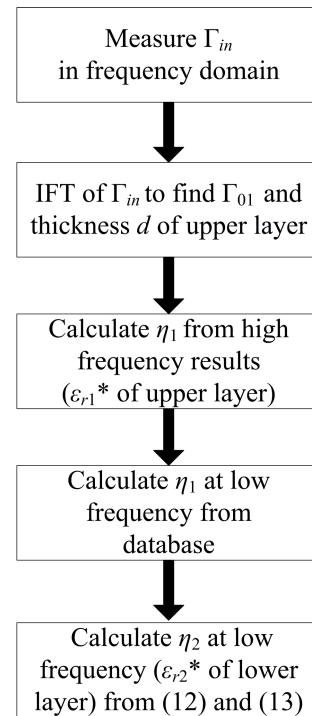 Measure Γin
in frequency domain
IFT of Γin to find Γ01 and
thickness d of upper layer
Calculate η1 from high
frequency results
(εr1* of upper layer)
Calculate η1 at low
frequency from
database
Calculate η2 at low
frequency (εr2* of lower
layer) from (12) and (13)